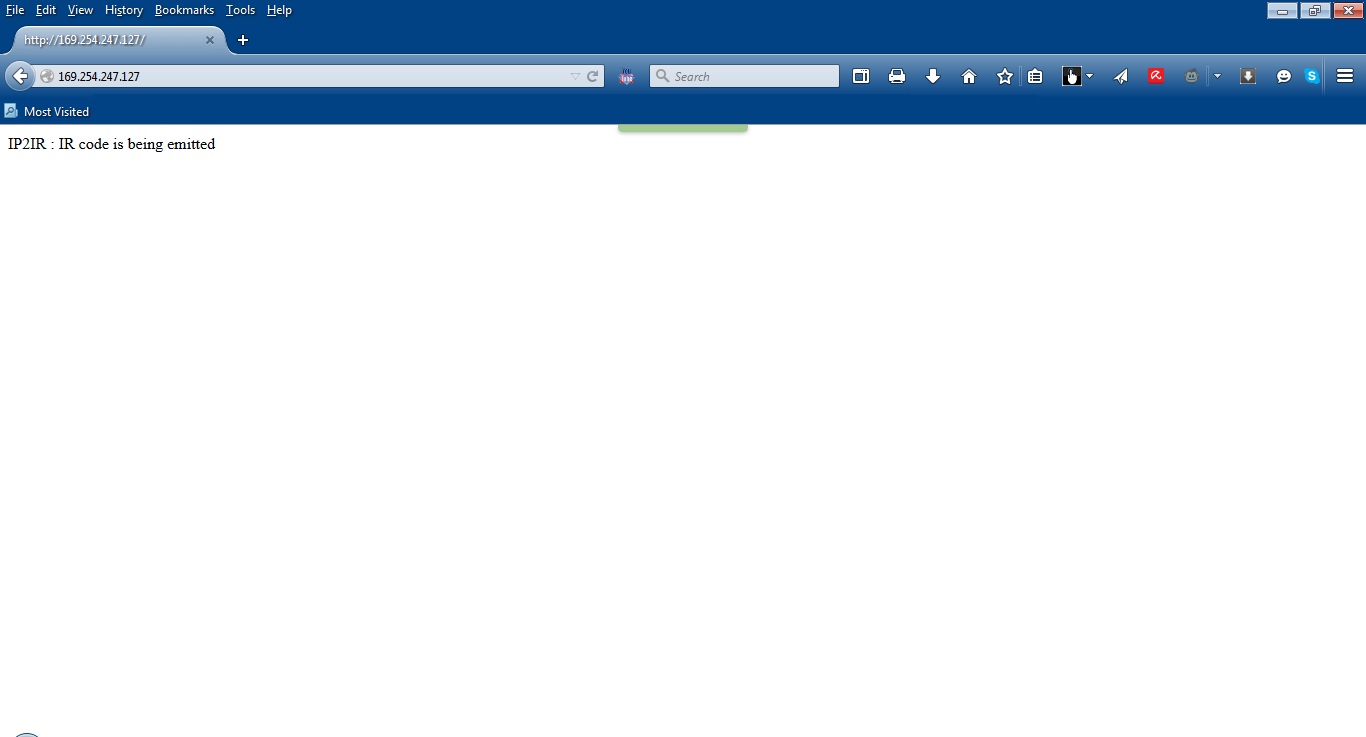 File Edit View History Bookmarks Tools Help
http://169.254.247.127/
169.254.247.127 Search
Most Visited
IP2IR : IR code is being emitted